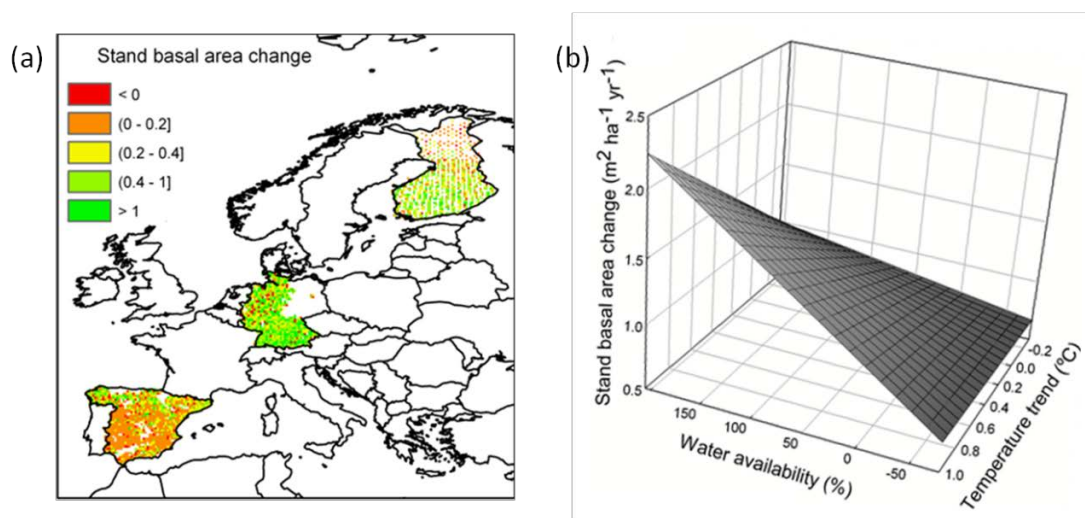 (a)
Stand basal area change
< 0
(0 - 0.2]
(0.2 - 0.4]
(0.4 - 1]
> 1
(b)
Stand basal area change (m² ha⁻¹ yr⁻¹)
2.5
2.0
1.5
1.0
0.5
150
100
50
0
-50
Water availability (%)
-0.2
0.0
0.2
0.4
0.6
0.8
1.0
Temperature trend (ºC)